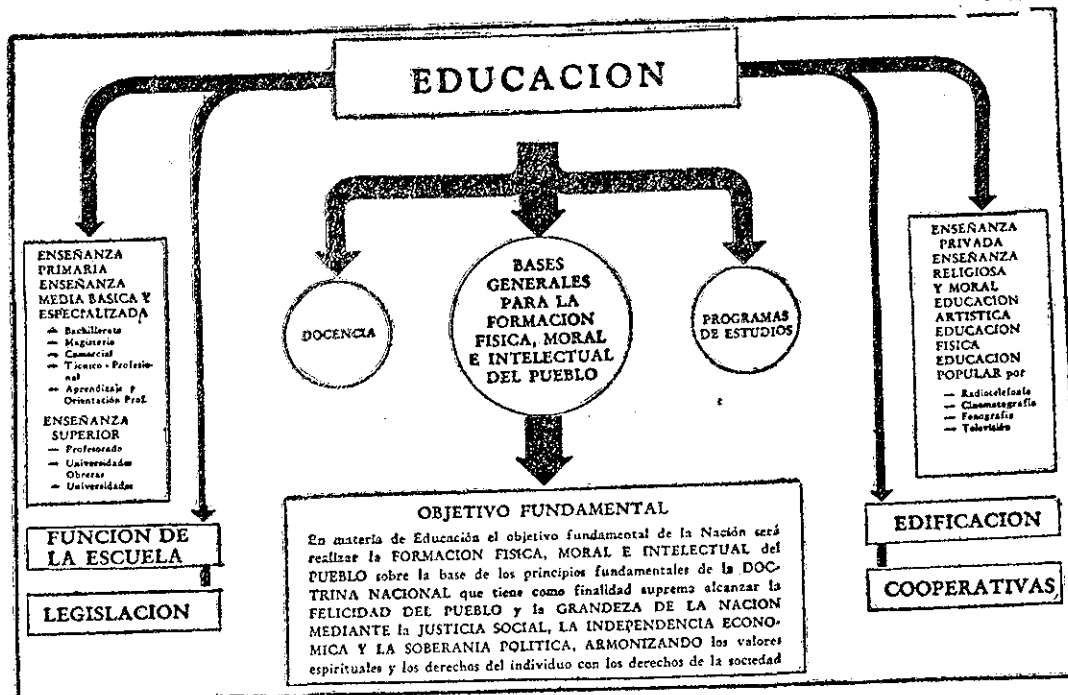 EDUCACION
ENSEÑANZA
PRIMARIA
ENSEÑANZA
MEDIA BASICA Y
ESPECIALIZADA
— Bachillerato
— Magisterio
— Comercial
— Técnico - Profesio-
nal
— Aprendizaje y
Orientación Prof.
ENSEÑANZA
SUPERIOR
— Profesorado
— Universidades
Obreras
— Universidades
FUNCION DE
LA ESCUELA
LEGISLACION
DOCENCIA
BASES
GENERALES
PARA LA
FORMACION
FISICA, MORAL
E INTELECTUAL
DEL PUEBLO
PROGRAMAS
DE ESTUDIOS
OBJETIVO FUNDAMENTAL
En materia de Educación el objetivo fundamental de la Nación será
realizar la FORMACION FISICA, MORAL E INTELECTUAL del
PUEBLO sobre la base de los principios fundamentales de la DOC-
TRINA NACIONAL que tiene como finalidad suprema alcanzar la
FELICIDAD DEL PUEBLO y la GRANDEZA DE LA NACION
MEDIANTE la JUSTICIA SOCIAL, LA INDEPENDENCIA ECONO-
MICA Y LA SOBERANIA POLITICA, ARMONIZANDO los valores
espirituales y los derechos del individuo con los derechos de la sociedad
ENSEÑANZA
PRIVADA
ENSEÑANZA
RELIGIOSA
Y MORAL
EDUCACION
ARTISTICA
EDUCACION
FISICA
EDUCACION
POPULAR por
— Radiotelefonía
— Cinematografía
— Fonografía
— Televisión
EDIFICACION
COOPERATIVAS